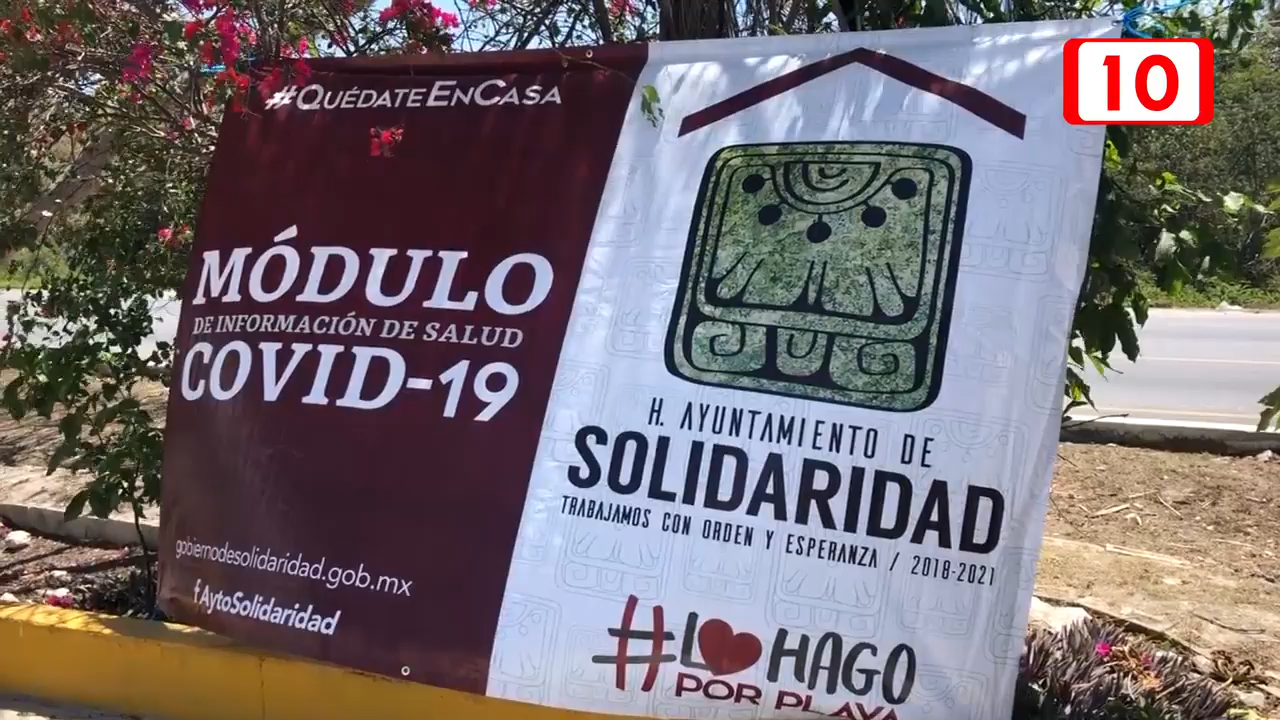 #QUÉDATEENCASA
MÓDULO
DE INFORMACIÓN DE SALUD
COVID-19
gobiernodesolidaridad.gob.mx
f AytoSolidaridad
H. AYUNTAMIENTO DE
SOLIDARIDAD
TRABAJAMOS CON ORDEN Y ESPERANZA / 2018-2021
#LO HAGO
POR PLAYA
10